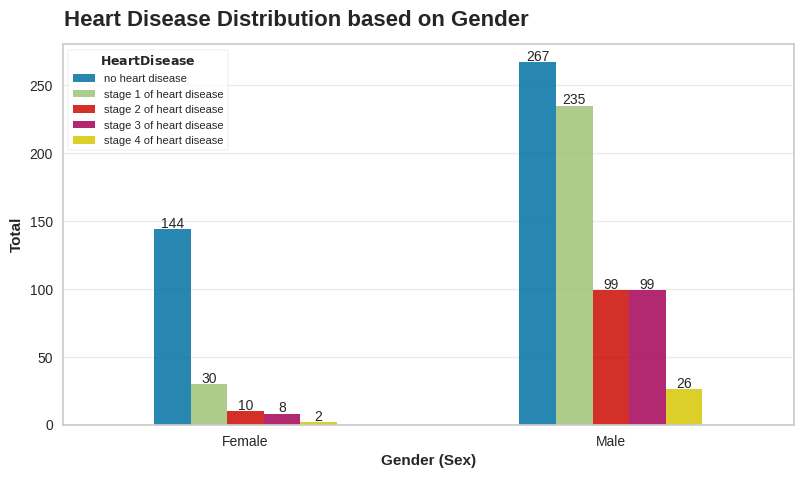 Heart Disease Distribution based on Gender
HeartDisease
no heart disease
stage 1 of heart disease
stage 2 of heart disease
stage 3 of heart disease
stage 4 of heart disease
Total
250
200
150
100
50
0
144
30
10
8
2
267
235
99
99
26
Female
Male
Gender (Sex)